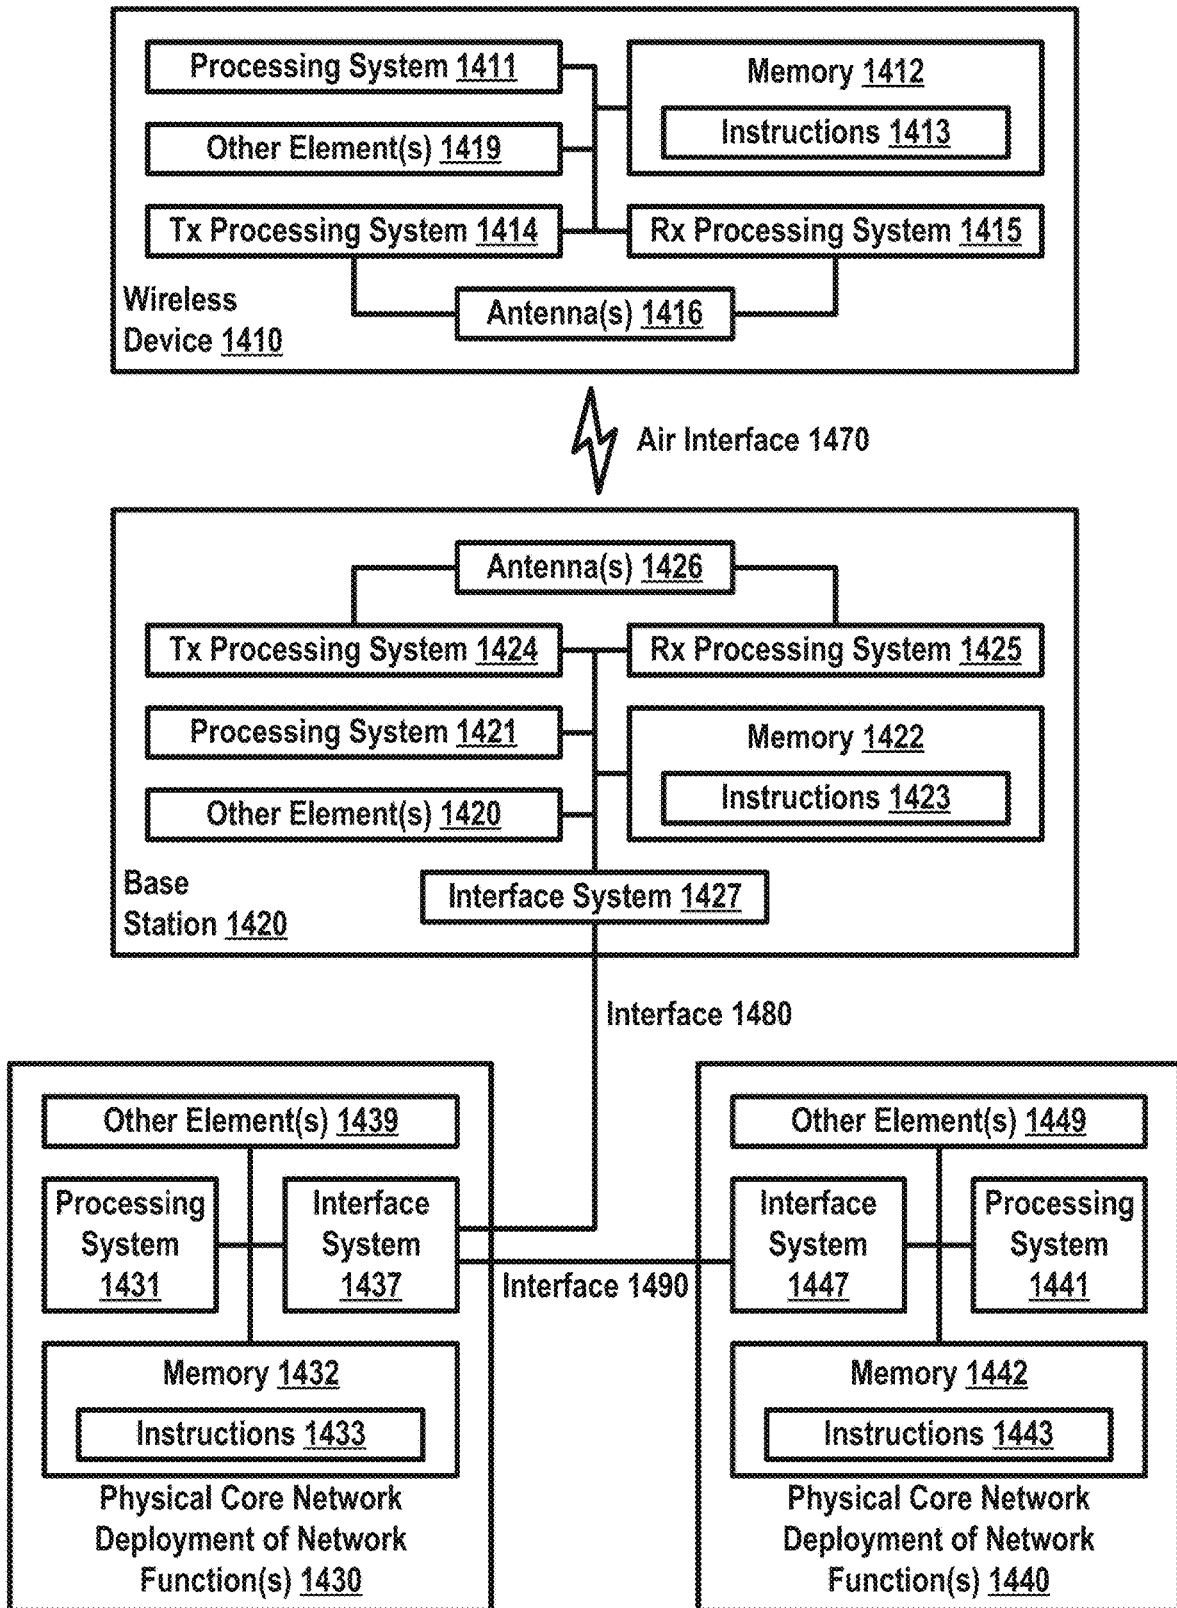 Processing System 1411
Memory 1412
Other Element(s) 1419
Instructions 1413
Tx Processing System 1414
Rx Processing System 1415
Antenna(s) 1416
Wireless
Device 1410
Air Interface 1470
Antenna(s) 1426
Tx Processing System 1424
Rx Processing System 1425
Processing System 1421
Memory 1422
Instructions 1423
Other Element(s) 1420
Interface System 1427
Base
Station 1420
Interface 1480
Other Element(s) 1439
Processing
System
1431
Interface
System
1437
Interface 1490
Memory 1432
Instructions 1433
Physical Core Network
Deployment of Network
Function(s) 1430
Other Element(s) 1449
Interface
System
1447
Processing
System
1441
Memory 1442
Instructions 1443
Physical Core Network
Deployment of Network
Function(s) 1440